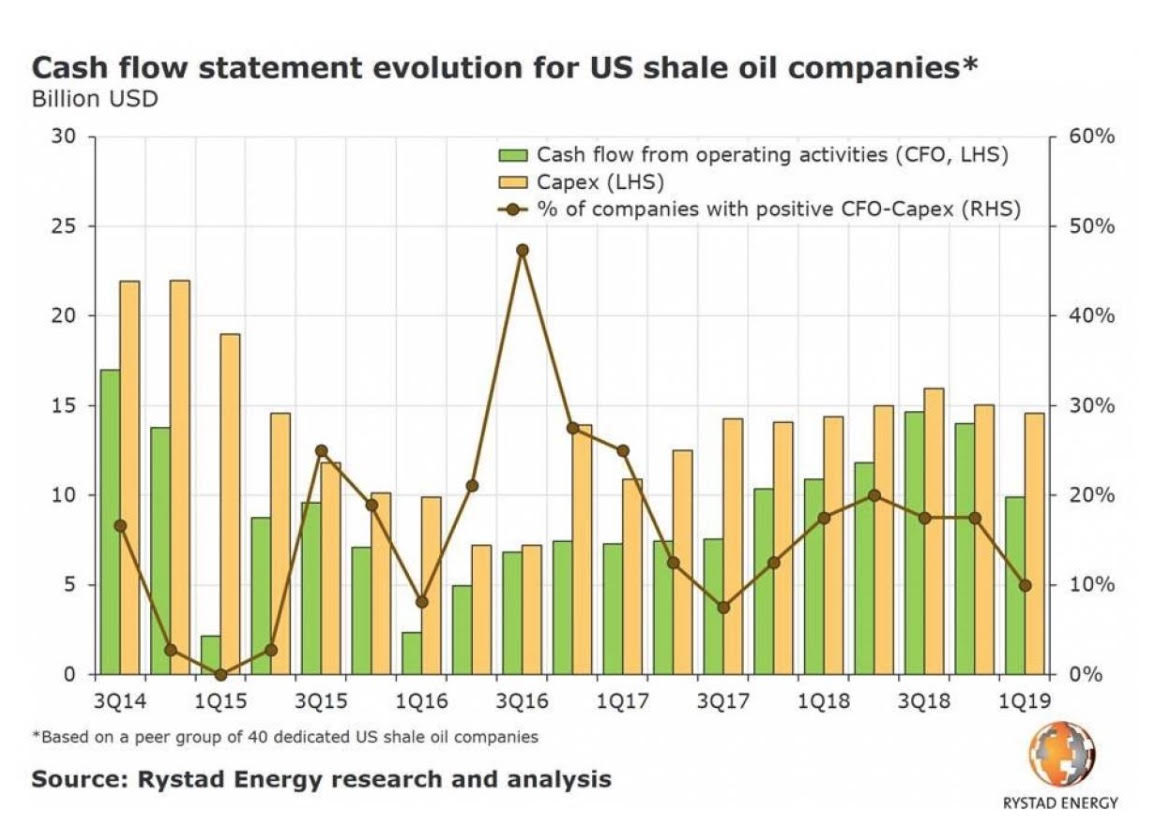 Cash flow statement evolution for US shale oil companies*
Billion USD
30
25
20
15
10
5
0
60%
50%
40%
30%
20%
10%
0%
Cash flow from operating activities (CFO, LHS)
Capex (LHS)
% of companies with positive CFO-Capex (RHS)
3Q14 1Q15 3Q15 1Q16 3Q16 1Q17 3Q17 1Q18 3Q18 1Q19
*Based on a peer group of 40 dedicated US shale oil companies
Source: Rystad Energy research and analysis
RYSTAD ENERGY